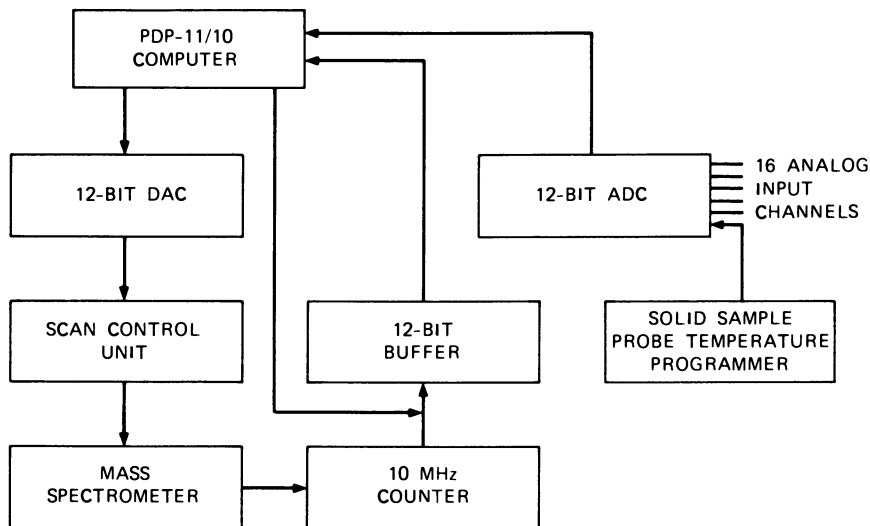 PDP-11/10
COMPUTER
12-BIT DAC
12-BIT ADC
16 ANALOG
INPUT
CHANNELS
SCAN CONTROL
UNIT
12-BIT
BUFFER
SOLID SAMPLE
PROBE TEMPERATURE
PROGRAMMER
MASS
SPECTROMETER
10 MHz
COUNTER